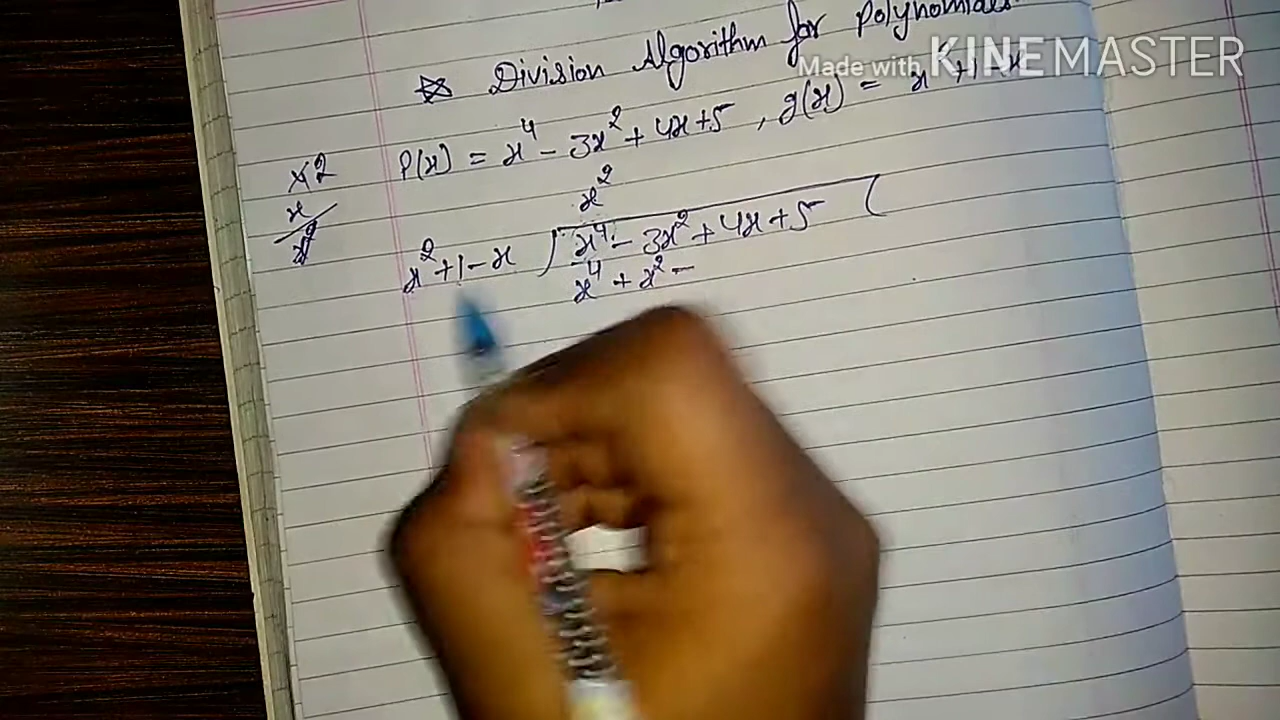 ☆ Division Algorithm for Polynomials
Made with KINEMASTER
P(x) = x⁴ - 3x² + 4x + 5 , g(x) = x² + 1 - x
x2
x
x²
x²
x² + 1 - x ) x⁴ - 3x² + 4x + 5 (
x⁴ + x² -